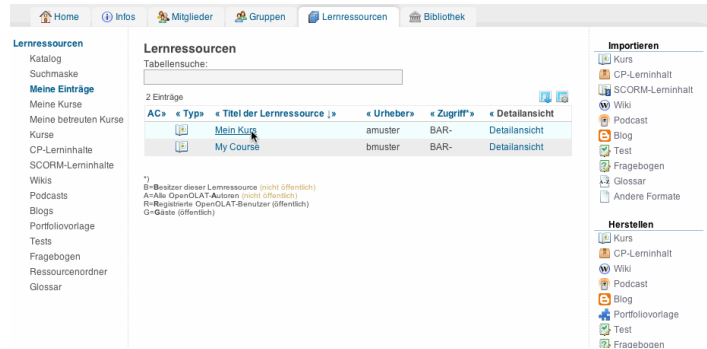 Home Infos Mitglieder Gruppen Lernressourcen Bibliothek
Lernressourcen
Katalog
Suchmaske
Meine Einträge
Meine Kurse
Meine betreuten Kurse
Kurse
CP-Lerninhalte
SCORM-Lerninhalte
Wikis
Podcasts
Blogs
Portfoliovorlage
Tests
Fragebogen
Ressourcenordner
Glossar
Lernressourcen
Tabellensuche:
2 Einträge
AC» « Typ» « Titel der Lernressource ↓» « Urheber» « Zugriff*» « Detailansicht
Mein Kurs amuster BAR- Detailansicht
My Course bmuster BAR- Detailansicht
*)
B=Besitzer dieser Lernressource (nicht öffentlich)
A=Alle OpenOLAT-Autoren (nicht öffentlich)
R=Registrierte OpenOLAT-Benutzer (öffentlich)
G=Gäste (öffentlich)
Importieren
Kurs
CP-Lerninhalt
SCORM-Lerninhalt
Wiki
Podcast
Blog
Test
Fragebogen
Glossar
Andere Formate
Herstellen
Kurs
CP-Lerninhalt
Wiki
Podcast
Blog
Portfoliovorlage
Test
Fragebogen